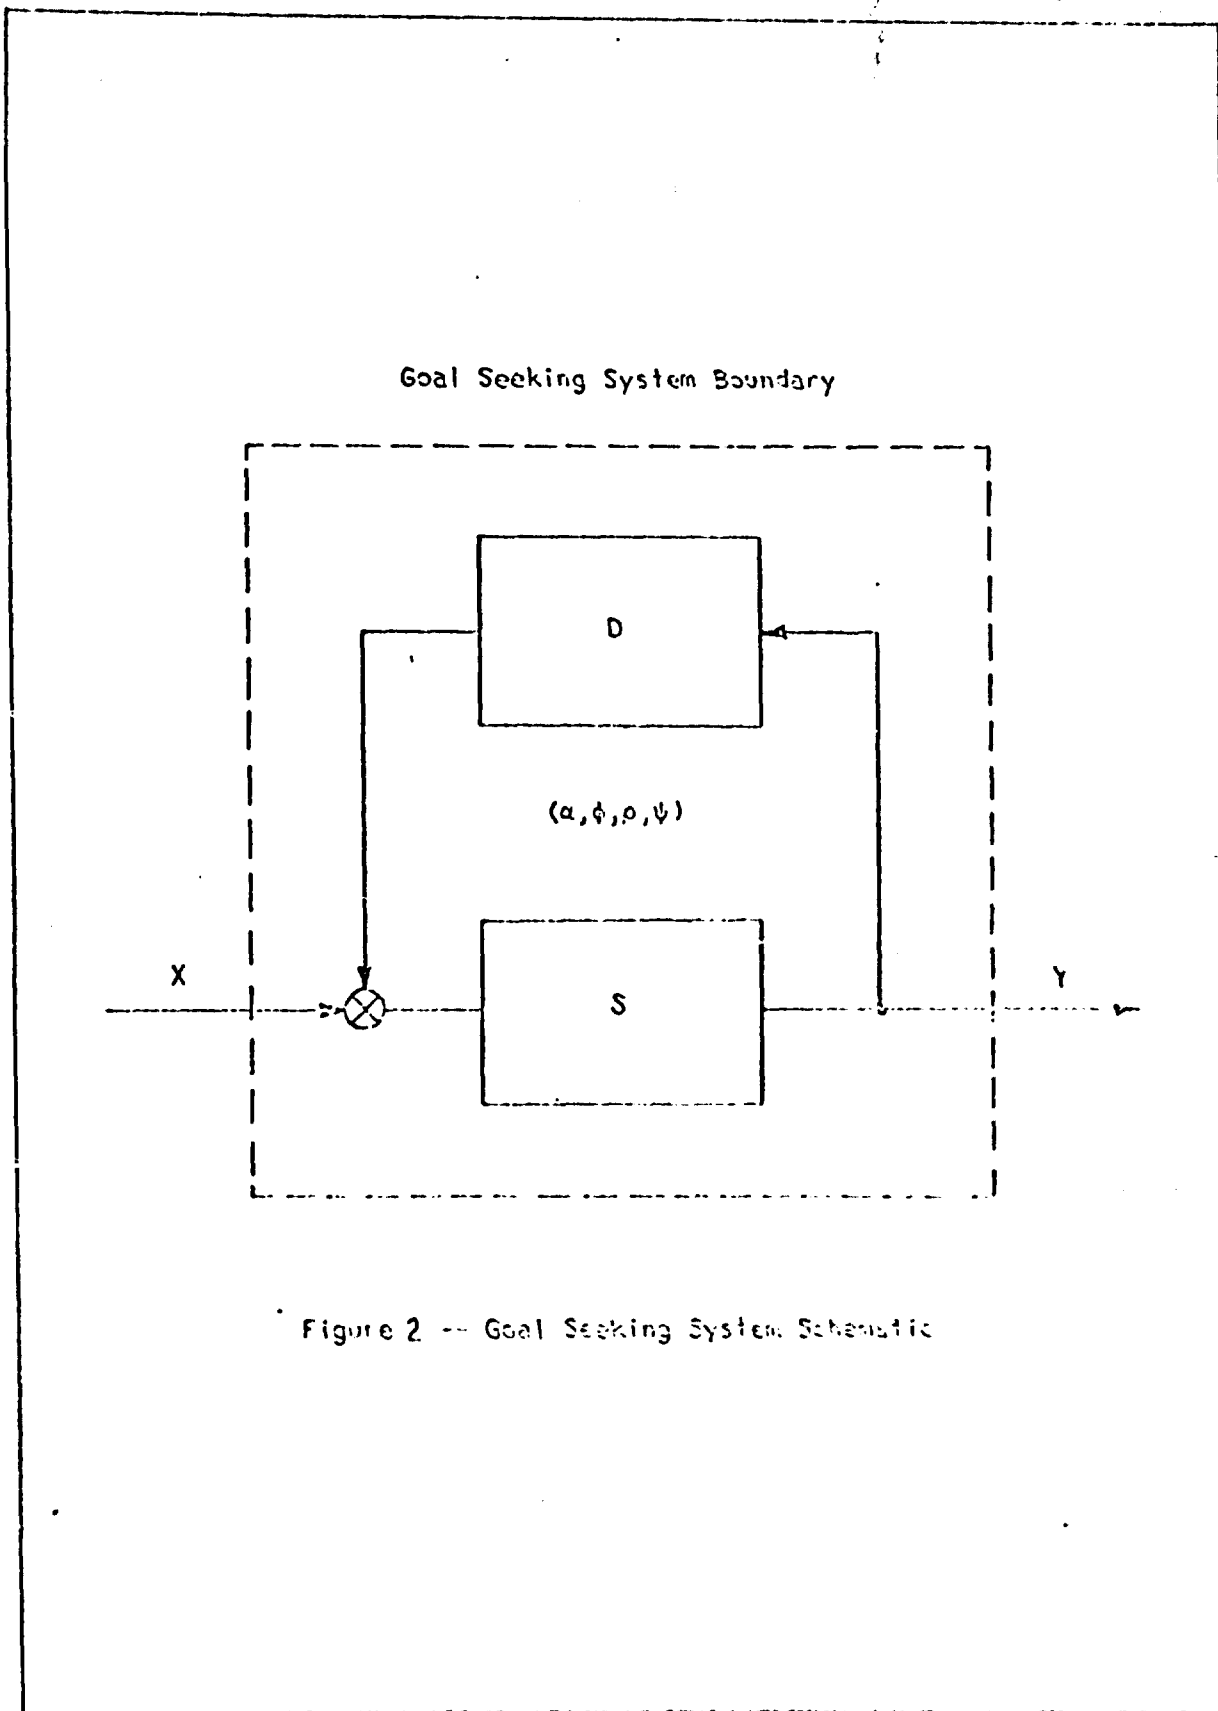 Goal Seeking System Boundary
D
(α,ϕ,ρ,ψ)
X
S
Y
Figure 2 -- Goal Seeking System Schematic